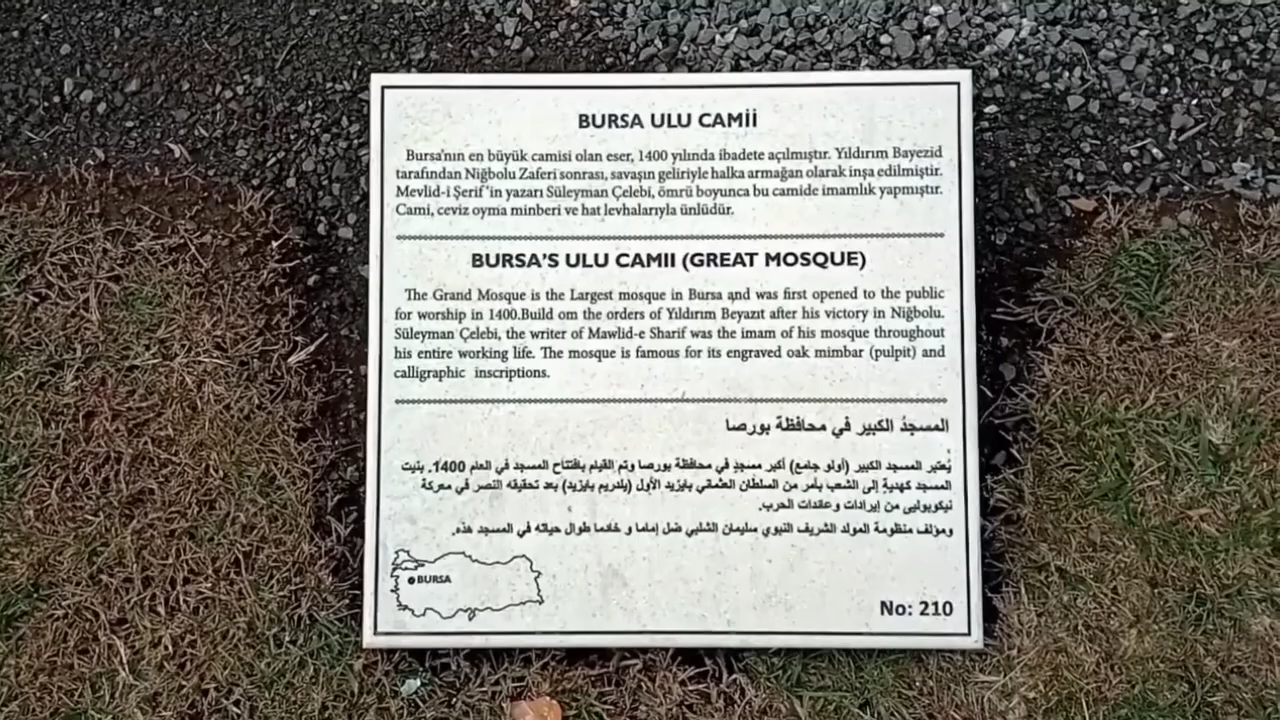 BURSA ULU CAMİİ
Bursa'nın en büyük camisi olan eser, 1400 yılında ibadete açılmıştır. Yıldırım Bayezid
tarafından Niğbolu Zaferi sonrası, savaşın geliriyle halka armağan olarak inşa edilmiştir.
Mevlid-i Şerif'in yazarı Süleyman Çelebi, ömrü boyunca bu camide imamlık yapmıştır.
Cami, ceviz oyma minberi ve hat levhalarıyla ünlüdür.
BURSA'S ULU CAMII (GREAT MOSQUE)
The Grand Mosque is the Largest mosque in Bursa and was first opened to the public
for worship in 1400.Build om the orders of Yıldırım Beyazıt after his victory in Niğbolu.
Süleyman Çelebi, the writer of Mawlid-e Sharif was the imam of his mosque throughout
his entire working life. The mosque is famous for its engraved oak mimbar (pulpit) and
calligraphic inscriptions.
المسجدُ الكبير في محافظة بورصا
يُعتبر المسجد الكبير (أولو جامع) أكبر مسجدٍ في محافظة بورصا وتم القيام بافتتاح المسجد في العام 1400. بنيت
المسجد كهديةٍ إلى الشعب بأمر من السلطان العثماني بايزيد الأول (يلدريم بايزيد) بعد تحقيقه النصر في معركة
نيكوبوليى من إيرادات وعقدات الحرب.
ومؤلف منظومة المولد الشريف النبوي سليمان الشلبي ضل إماما و خادما طوال حياته في المسجد هذه.
BURSA
No: 210